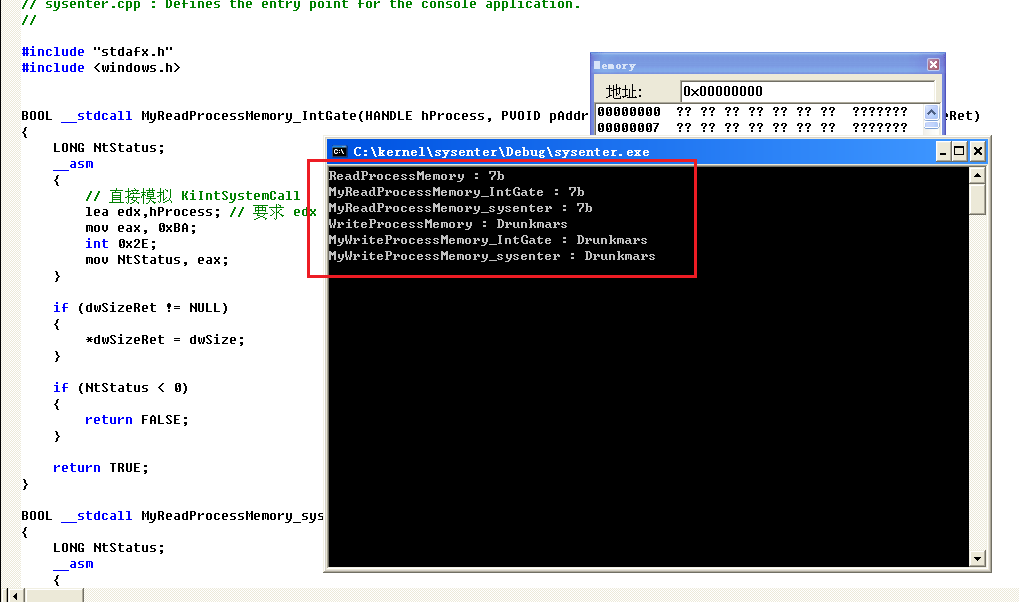 // sysenter.cpp : Defines the entry point for the console application.
//
#include "stdafx.h"
#include <windows.h>
BOOL __stdcall MyReadProcessMemory_IntGate(HANDLE hProcess, PVOID pAddr
eRet)
{
LONG NtStatus;
__asm
{
// 直接模拟 KiIntSystemCall
lea edx,hProcess; // 要求 edx
mov eax, 0xBA;
int 0x2E;
mov NtStatus, eax;
}
if (dwSizeRet != NULL)
{
*dwSizeRet = dwSize;
}
if (NtStatus < 0)
{
return FALSE;
}
return TRUE;
}
BOOL __stdcall MyReadProcessMemory_sys
{
LONG NtStatus;
__asm
{
Memory
地址: 0x00000000
00000000 ?? ?? ?? ?? ?? ?? ?? ???????
00000007 ?? ?? ?? ?? ?? ?? ?? ???????
C:\kernel\sysenter\Debug\sysenter.exe
ReadProcessMemory : 7b
MyReadProcessMemory_IntGate : 7b
MyReadProcessMemory_sysenter : 7b
WriteProcessMemory : Drunkmars
MyWriteProcessMemory_IntGate : Drunkmars
MyWriteProcessMemory_sysenter : Drunkmars